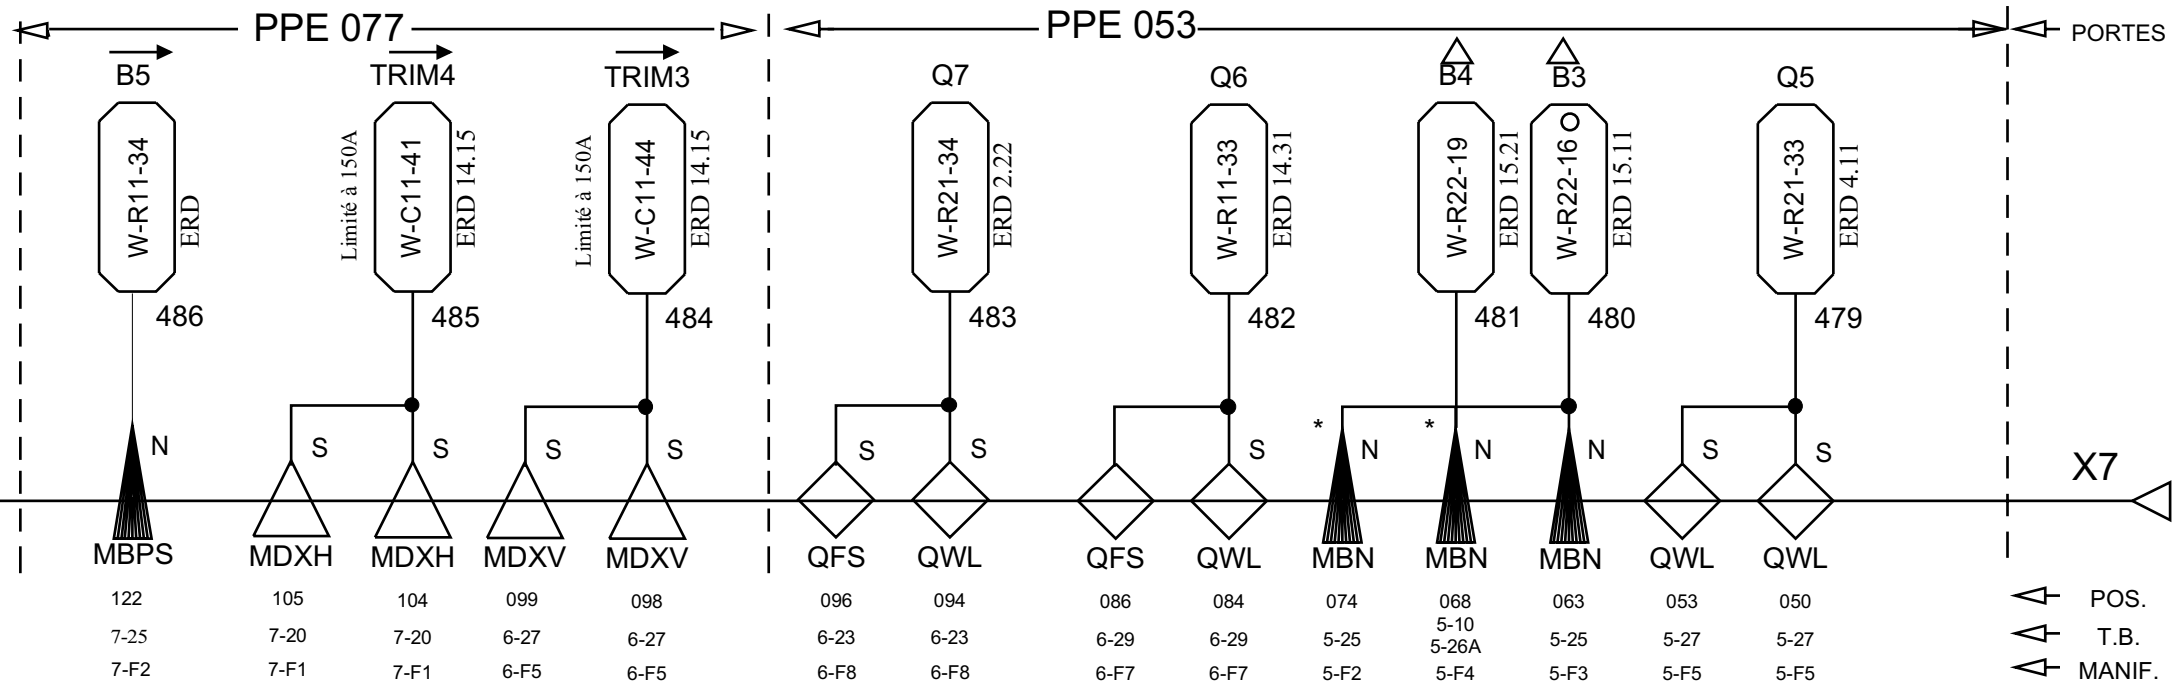 PPE 077
PPE 053
PORTES
B5
TRIM4
TRIM3
Q7
Q6
B4
B3
Q5
W-R11-34
ERD
Limité à 150A
W-C11-41
ERD 14.15
Limité à 150A
W-C11-44
ERD 14.15
W-R21-34
ERD 2.22
W-R11-33
ERD 14.31
W-R22-19
ERD 15.21
W-R22-16
ERD 15.11
W-R21-33
ERD 4.11
486
485
484
483
482
481
480
479
* *
N S S S S S S N N N S S
X7
MBPS MDXH MDXH MDXV MDXV QFS QWL QFS QWL MBN MBN MBN QWL QWL
122 105 104 099 098 096 094 086 084 074 068 063 053 050 POS.
7-25 7-20 7-20 6-27 6-27 6-23 6-23 6-29 6-29 5-25 5-10 5-26A 5-25 5-27 5-27 T.B.
7-F2 7-F1 7-F1 6-F5 6-F5 6-F8 6-F8 6-F7 6-F7 5-F2 5-F4 5-F3 5-F5 5-F5 MANIF.